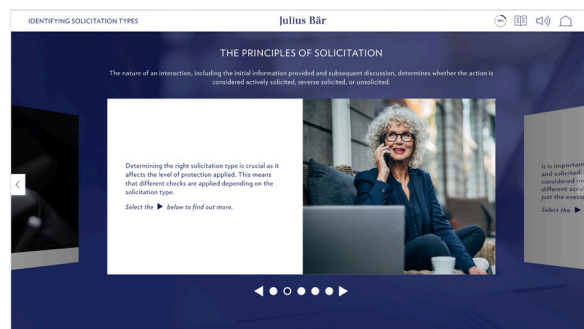 IDENTIFYING SOLICITATION TYPES
Julius Bär
THE PRINCIPLES OF SOLICITATION
The nature of an interaction, including the initial information provided and subsequent discussion, determines whether the action is
considered actively solicited, reverse solicited, or unsolicited.
Determining the right solicitation type is crucial as it
affects the level of protection applied. This means
that different checks are applied depending on the
solicitation type.
Select the ▶ below to find out more.
It is important
and solicited.
considered
different
just the
Select the ▶